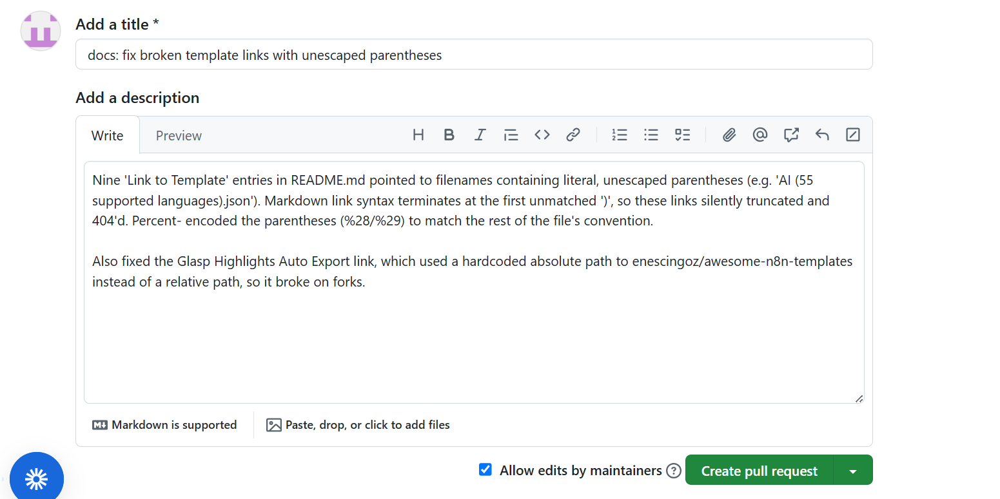 Add a title *
docs: fix broken template links with unescaped parentheses
Add a description
Write
Preview
Nine 'Link to Template' entries in README.md pointed to filenames containing literal, unescaped parentheses (e.g. 'AI (55
supported languages).json'). Markdown link syntax terminates at the first unmatched ')', so these links silently truncated and
404'd. Percent- encoded the parentheses (%28/%29) to match the rest of the file's convention.
Also fixed the Glasp Highlights Auto Export link, which used a hardcoded absolute path to enescingoz/awesome-n8n-templates
instead of a relative path, so it broke on forks.
Markdown is supported
Paste, drop, or click to add files
Allow edits by maintainers
Create pull request